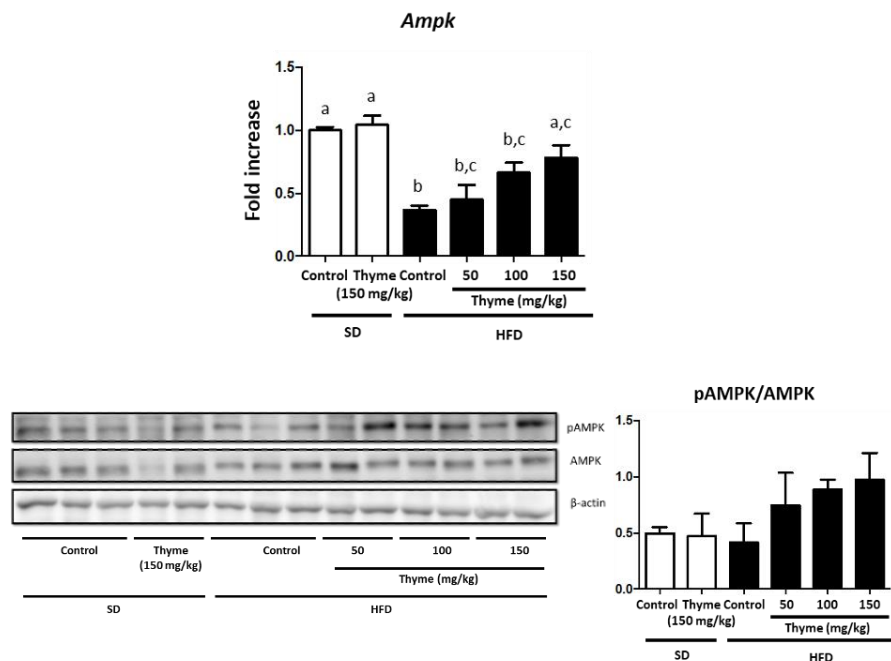 Ampk
Fold increase
1.5
1.0
0.5
0.0
a
a
b
b,c
b,c
a,c
Control Thyme Control 50 100 150
(150 mg/kg) Thyme (mg/kg)
SD HFD
pAMPK
AMPK
β-actin
Control Thyme Control 50 100 150
(150 mg/kg)
Thyme (mg/kg)
SD HFD
pAMPK/AMPK
1.5
1.0
0.5
0.0
Control Thyme Control 50 100 150
(150 mg/kg) Thyme (mg/kg)
SD HFD